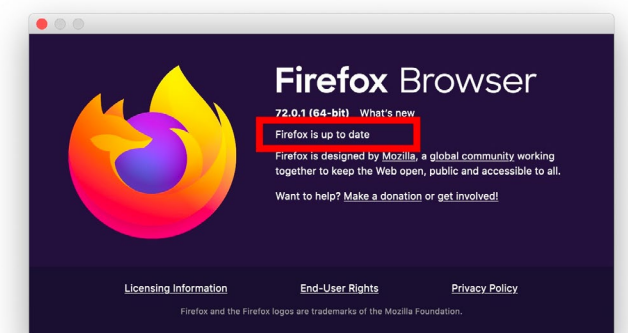 Firefox Browser
72.0.1 (64-bit) What's new
Firefox is up to date
Firefox is designed by Mozilla, a global community working
together to keep the Web open, public and accessible to all.
Want to help? Make a donation or get involved!
Licensing Information End-User Rights Privacy Policy
Firefox and the Firefox logos are trademarks of the Mozilla Foundation.